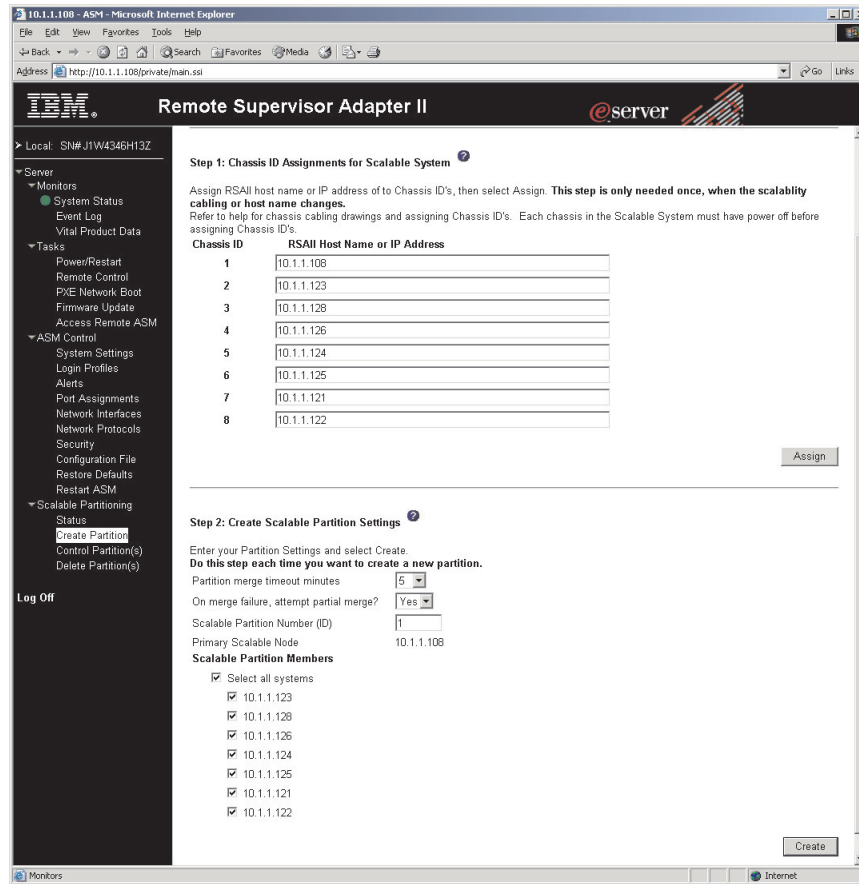 10.1.1.108 - ASM - Microsoft Internet Explorer
File Edit View Favorites Tools Help
Back Search Favorites Media
Address http://10.1.1.108/private/main.ssi Go Links
IBM. Remote Supervisor Adapter II eserver
Local: SN# J1W4346H13Z
Server
Monitors
System Status
Event Log
Vital Product Data
Tasks
Power/Restart
Remote Control
PXE Network Boot
Firmware Update
Access Remote ASM
ASM Control
System Settings
Login Profiles
Alerts
Port Assignments
Network Interfaces
Network Protocols
Security
Configuration File
Restore Defaults
Restart ASM
Scalable Partitioning
Status
Create Partition
Control Partition(s)
Delete Partition(s)
Log Off
Step 1: Chassis ID Assignments for Scalable System ?
Assign RSAII host name or IP address of to Chassis ID's, then select Assign. This step is only needed once, when the scalablity
cabling or host name changes.
Refer to help for chassis cabling drawings and assigning Chassis ID's. Each chassis in the Scalable System must have power off before
assigning Chassis ID's.
Chassis ID RSAII Host Name or IP Address
1 10.1.1.108
2 10.1.1.123
3 10.1.1.128
4 10.1.1.126
5 10.1.1.124
6 10.1.1.125
7 10.1.1.121
8 10.1.1.122
Assign
Step 2: Create Scalable Partition Settings ?
Enter your Partition Settings and select Create.
Do this step each time you want to create a new partition.
Partition merge timeout minutes 5
On merge failure, attempt partial merge? Yes
Scalable Partition Number (ID) 1
Primary Scalable Node 10.1.1.108
Scalable Partition Members
Select all systems
10.1.1.123
10.1.1.128
10.1.1.126
10.1.1.124
10.1.1.125
10.1.1.121
10.1.1.122
Create
Monitors Internet